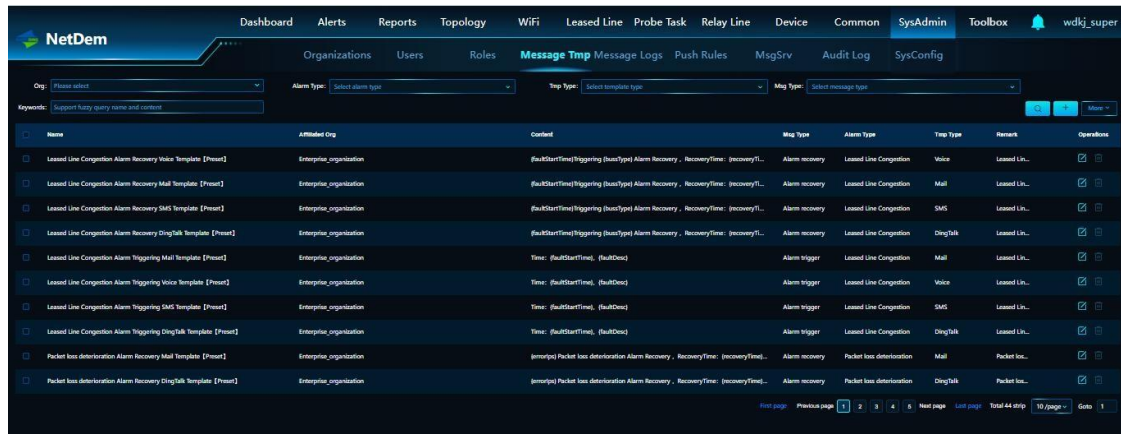 NetDem
Dashboard Alerts Reports Topology WiFi Leased Line Probe Task Relay Line Device Common SysAdmin Toolbox wdkj_super
Organizations Users Roles Message Tmp Message Logs Push Rules MsgSrv Audit Log SysConfig
Org: Please select Alarm Type: Select alarm type Tmp Type: Select template type Msg Type: Select message type
Keywords: Support fuzzy query name and content
More
Name Affiliated Org Content Msg Type Alarm Type Tmp Type Remark Operations
Leased Line Congestion Alarm Recovery Voice Template【Preset】 Enterprise_organization {faultStartTime}Triggering {bussType} Alarm Recovery，RecoveryTime: {recoveryTi... Alarm recovery Leased Line Congestion Voice Leased Lin...
Leased Line Congestion Alarm Recovery Mail Template【Preset】 Enterprise_organization {faultStartTime}Triggering {bussType} Alarm Recovery，RecoveryTime: {recoveryTi... Alarm recovery Leased Line Congestion Mail Leased Lin...
Leased Line Congestion Alarm Recovery SMS Template【Preset】 Enterprise_organization {faultStartTime}Triggering {bussType} Alarm Recovery，RecoveryTime: {recoveryTi... Alarm recovery Leased Line Congestion SMS Leased Lin...
Leased Line Congestion Alarm Recovery DingTalk Template【Preset】 Enterprise_organization {faultStartTime}Triggering {bussType} Alarm Recovery，RecoveryTime: {recoveryTi... Alarm recovery Leased Line Congestion DingTalk Leased Lin...
Leased Line Congestion Alarm Triggering Mail Template【Preset】 Enterprise_organization Time: {faultStartTime}, {faultDesc} Alarm trigger Leased Line Congestion Mail Leased Lin...
Leased Line Congestion Alarm Triggering Voice Template【Preset】 Enterprise_organization Time: {faultStartTime}, {faultDesc} Alarm trigger Leased Line Congestion Voice Leased Lin...
Leased Line Congestion Alarm Triggering SMS Template【Preset】 Enterprise_organization Time: {faultStartTime}, {faultDesc} Alarm trigger Leased Line Congestion SMS Leased Lin...
Leased Line Congestion Alarm Triggering DingTalk Template【Preset】 Enterprise_organization Time: {faultStartTime}, {faultDesc} Alarm trigger Leased Line Congestion DingTalk Leased Lin...
Packet loss deterioration Alarm Recovery Mail Template【Preset】 Enterprise_organization {errorIps} Packet loss deterioration Alarm Recovery，RecoveryTime: {recoveryTime}... Alarm recovery Packet loss deterioration Mail Packet los...
Packet loss deterioration Alarm Recovery DingTalk Template【Preset】 Enterprise_organization {errorIps} Packet loss deterioration Alarm Recovery，RecoveryTime: {recoveryTime}... Alarm recovery Packet loss deterioration DingTalk Packet los...
First page Previous page 1 2 3 4 5 Next page Last page Total 44 strip 10 /page Goto 1